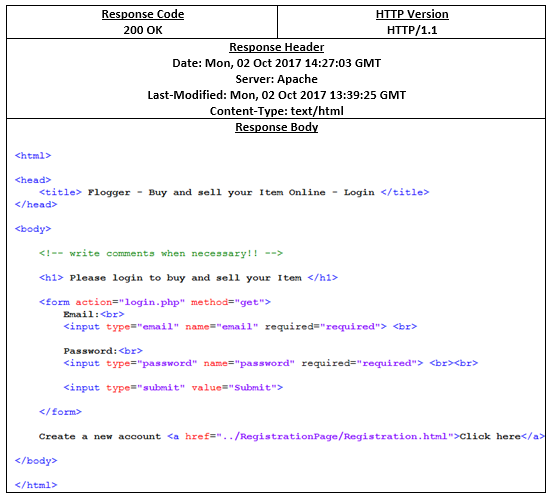 Response Code
200 OK
HTTP Version
HTTP/1.1
Response Header
Date: Mon, 02 Oct 2017 14:27:03 GMT
Server: Apache
Last-Modified: Mon, 02 Oct 2017 13:39:25 GMT
Content-Type: text/html
Response Body
<html>
<head>
<title> Flogger - Buy and sell your Item Online - Login </title>
</head>
<body>
<!-- write comments when necessary!! -->
<h1> Please login to buy and sell your Item </h1>
<form action="login.php" method="get">
Email:<br>
<input type="email" name="email" required="required"> <br>
Password:<br>
<input type="password" name="password" required="required"> <br><br>
<input type="submit" value="Submit">
</form>
Create a new account <a href="../RegistrationPage/Registration.html">Click here</a>
</body>
</html>